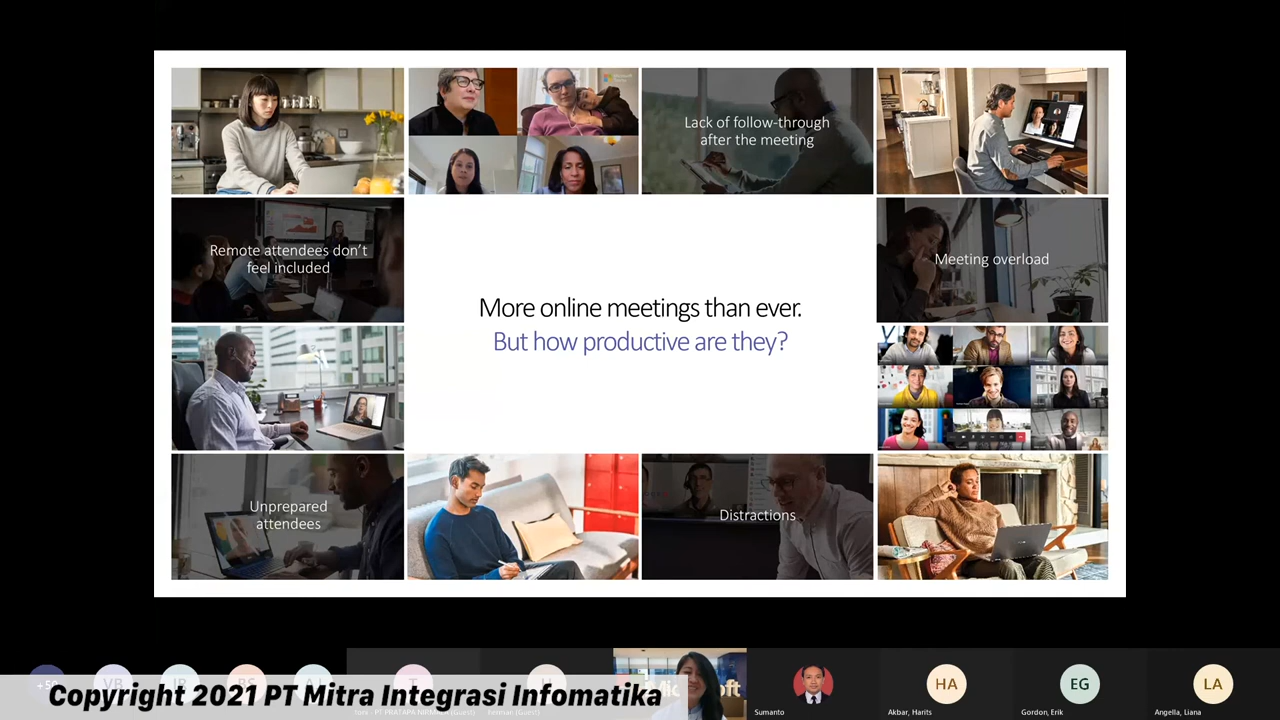 Lack of follow-through
after the meeting
Remote attendees don't
feel included
Meeting overload
More online meetings than ever.
But how productive are they?
Unprepared
attendees
Distractions
Copyright 2021 PT Mitra Integrasi Infomatika
HA
EG
LA
Sumanto
Akbar, Harits
Gordon, Erik
Angella, Liana